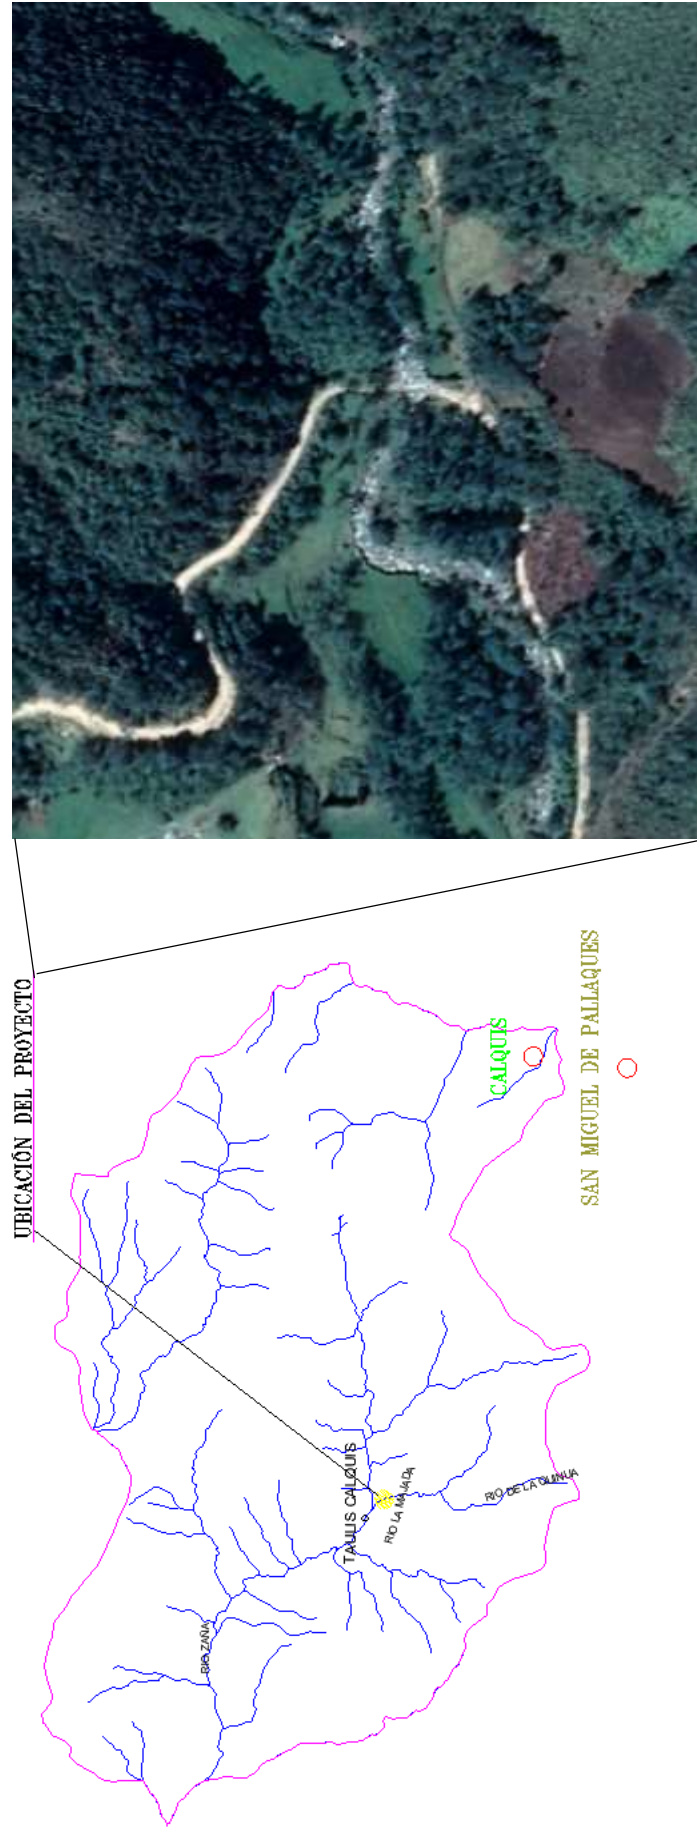 UBICACIÓN DEL PROYECTO
CALQUIS
SAN MIGUEL DE PALLAQUES
TAULIS CALQUIS
RIO LA MAJADA
RIO DE LA QUINUA
RIO ZAÑA